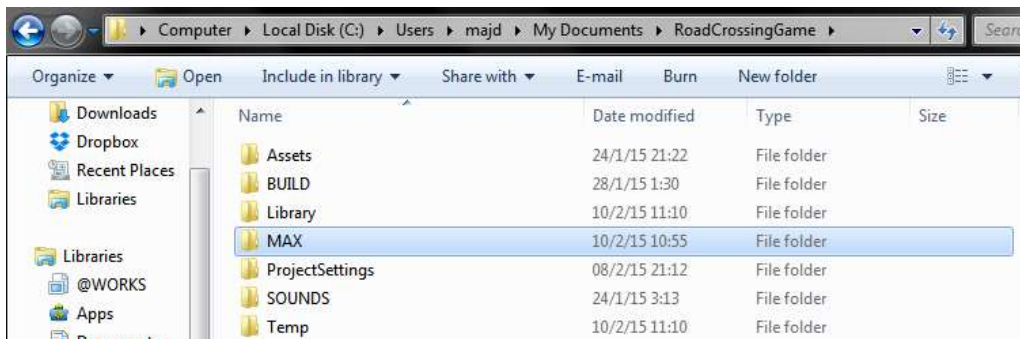 Computer Local Disk (C:) Users majd My Documents RoadCrossingGame Sear
Organize Open Include in library Share with E-mail Burn New folder
Downloads Name Date modified Type Size
Dropbox
Assets 24/1/15 21:22 File folder
Recent Places
BUILD 28/1/15 1:30 File folder
Libraries
Library 10/2/15 11:10 File folder
MAX 10/2/15 10:55 File folder
Libraries
ProjectSettings 08/2/15 21:12 File folder
@WORKS
SOUNDS 24/1/15 3:13 File folder
Apps
Temp 10/2/15 11:10 File folder